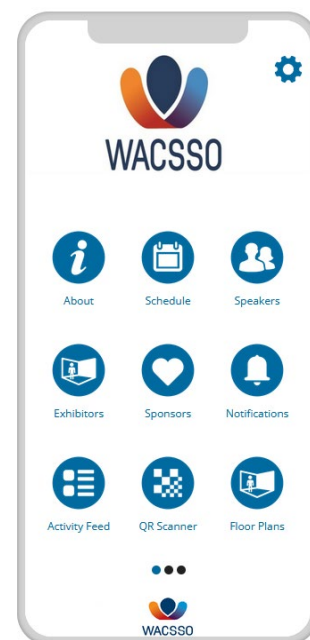 WACSSO
About
Schedule
Speakers
Exhibitors
Sponsors
Notifications
Activity Feed
QR Scanner
Floor Plans
WACSSO